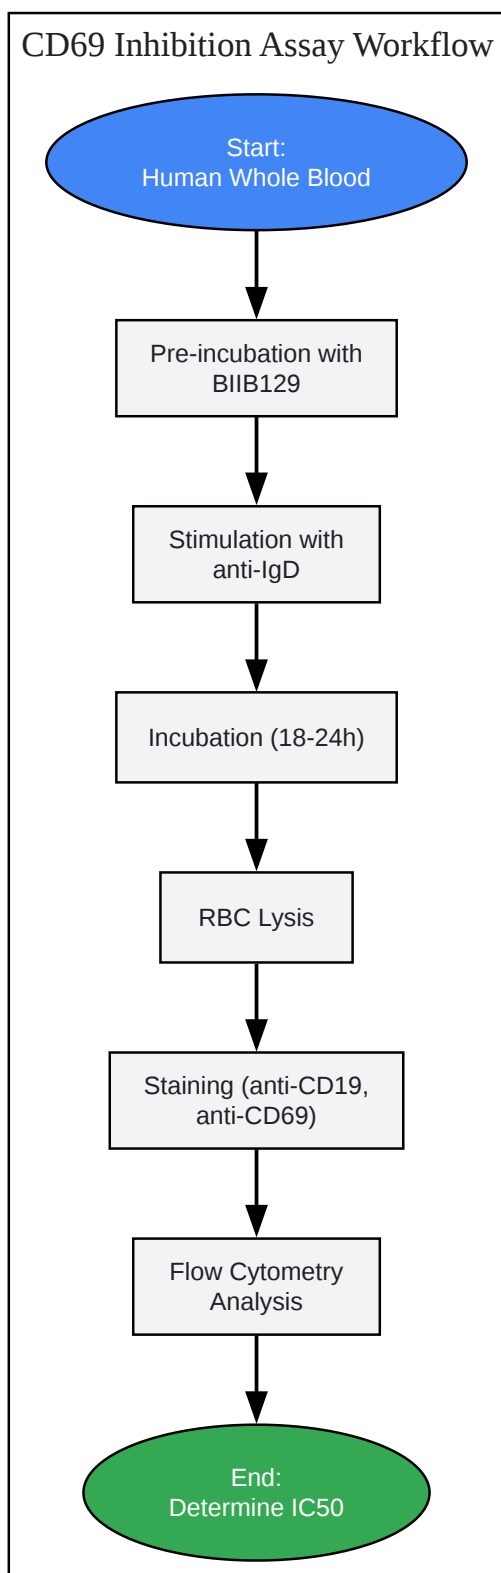 CD69 Inhibition Assay Workflow
Start:
Human Whole Blood
Pre-incubation with
BIIB129
Stimulation with
anti-IgD
Incubation (18-24h)
RBC Lysis
Staining (anti-CD19,
anti-CD69)
Flow Cytometry
Analysis
End:
Determine IC50